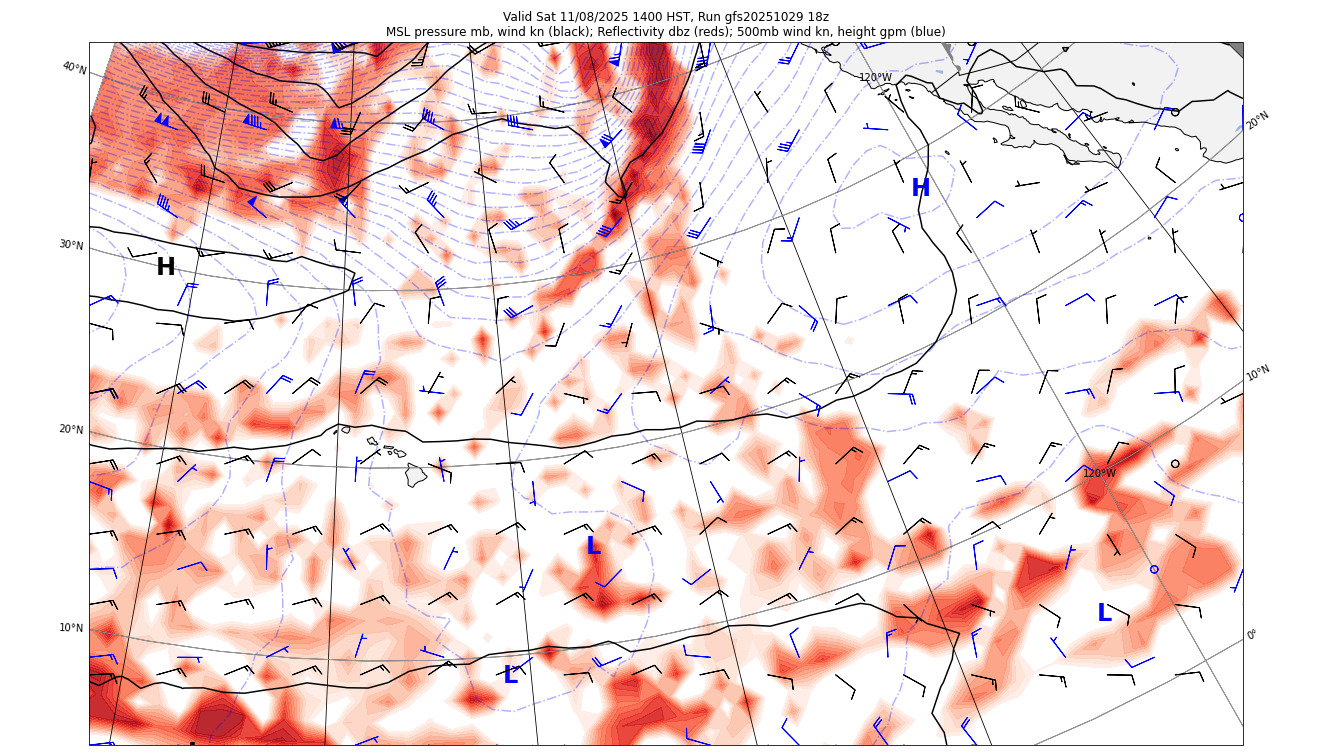 Valid Sat 11/08/2025 1400 HST, Run gfs20251029 18z
MSL pressure mb, wind kn (black); Reflectivity dbz (reds); 500mb wind kn, height gpm (blue)
40°N
120°W
20°N
H
30°N
H
10°N
20°N
120°W
L
10°N
L
0°
L